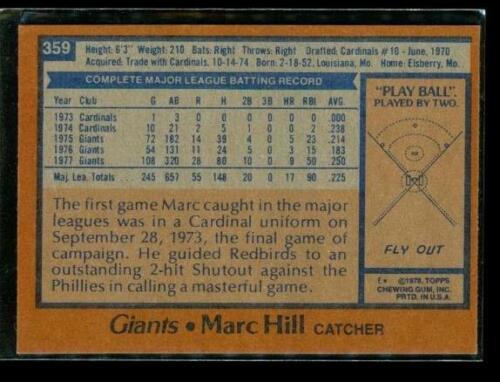 359
Height: 6'3" Weight: 210 Bats: Right Throws: Right Drafted: Cardinals #10 - June, 1970
Acquired: Trade with Cardinals, 10-14-74 Born: 2-18-52, Louisiana, Mo. Home: Elsberry, Mo.
COMPLETE MAJOR LEAGUE BATTING RECORD
Year Club G AB R H 2B 3B HR RBI AVG.
1973 Cardinals 1 3 0 0 0 0 0 0 .000
1974 Cardinals 10 21 2 5 1 0 0 2 .238
1975 Giants 72 182 14 39 4 0 5 23 .214
1976 Giants 54 131 11 24 5 0 3 15 .183
1977 Giants 108 320 28 80 10 0 9 50 .250
Maj. Lea. Totals 245 657 55 148 20 0 17 90 .225
The first game Marc caught in the major
leagues was in a Cardinal uniform on
September 28, 1973, the final game of
campaign. He guided Redbirds to an
outstanding 2-hit Shutout against the
Phillies in calling a masterful game.
"PLAY BALL"
PLAYED BY TWO.
FLY OUT
E* ©1978, TOPPS
CHEWING GUM, INC.
PRTD. IN U.S.A.
Giants • Marc Hill CATCHER